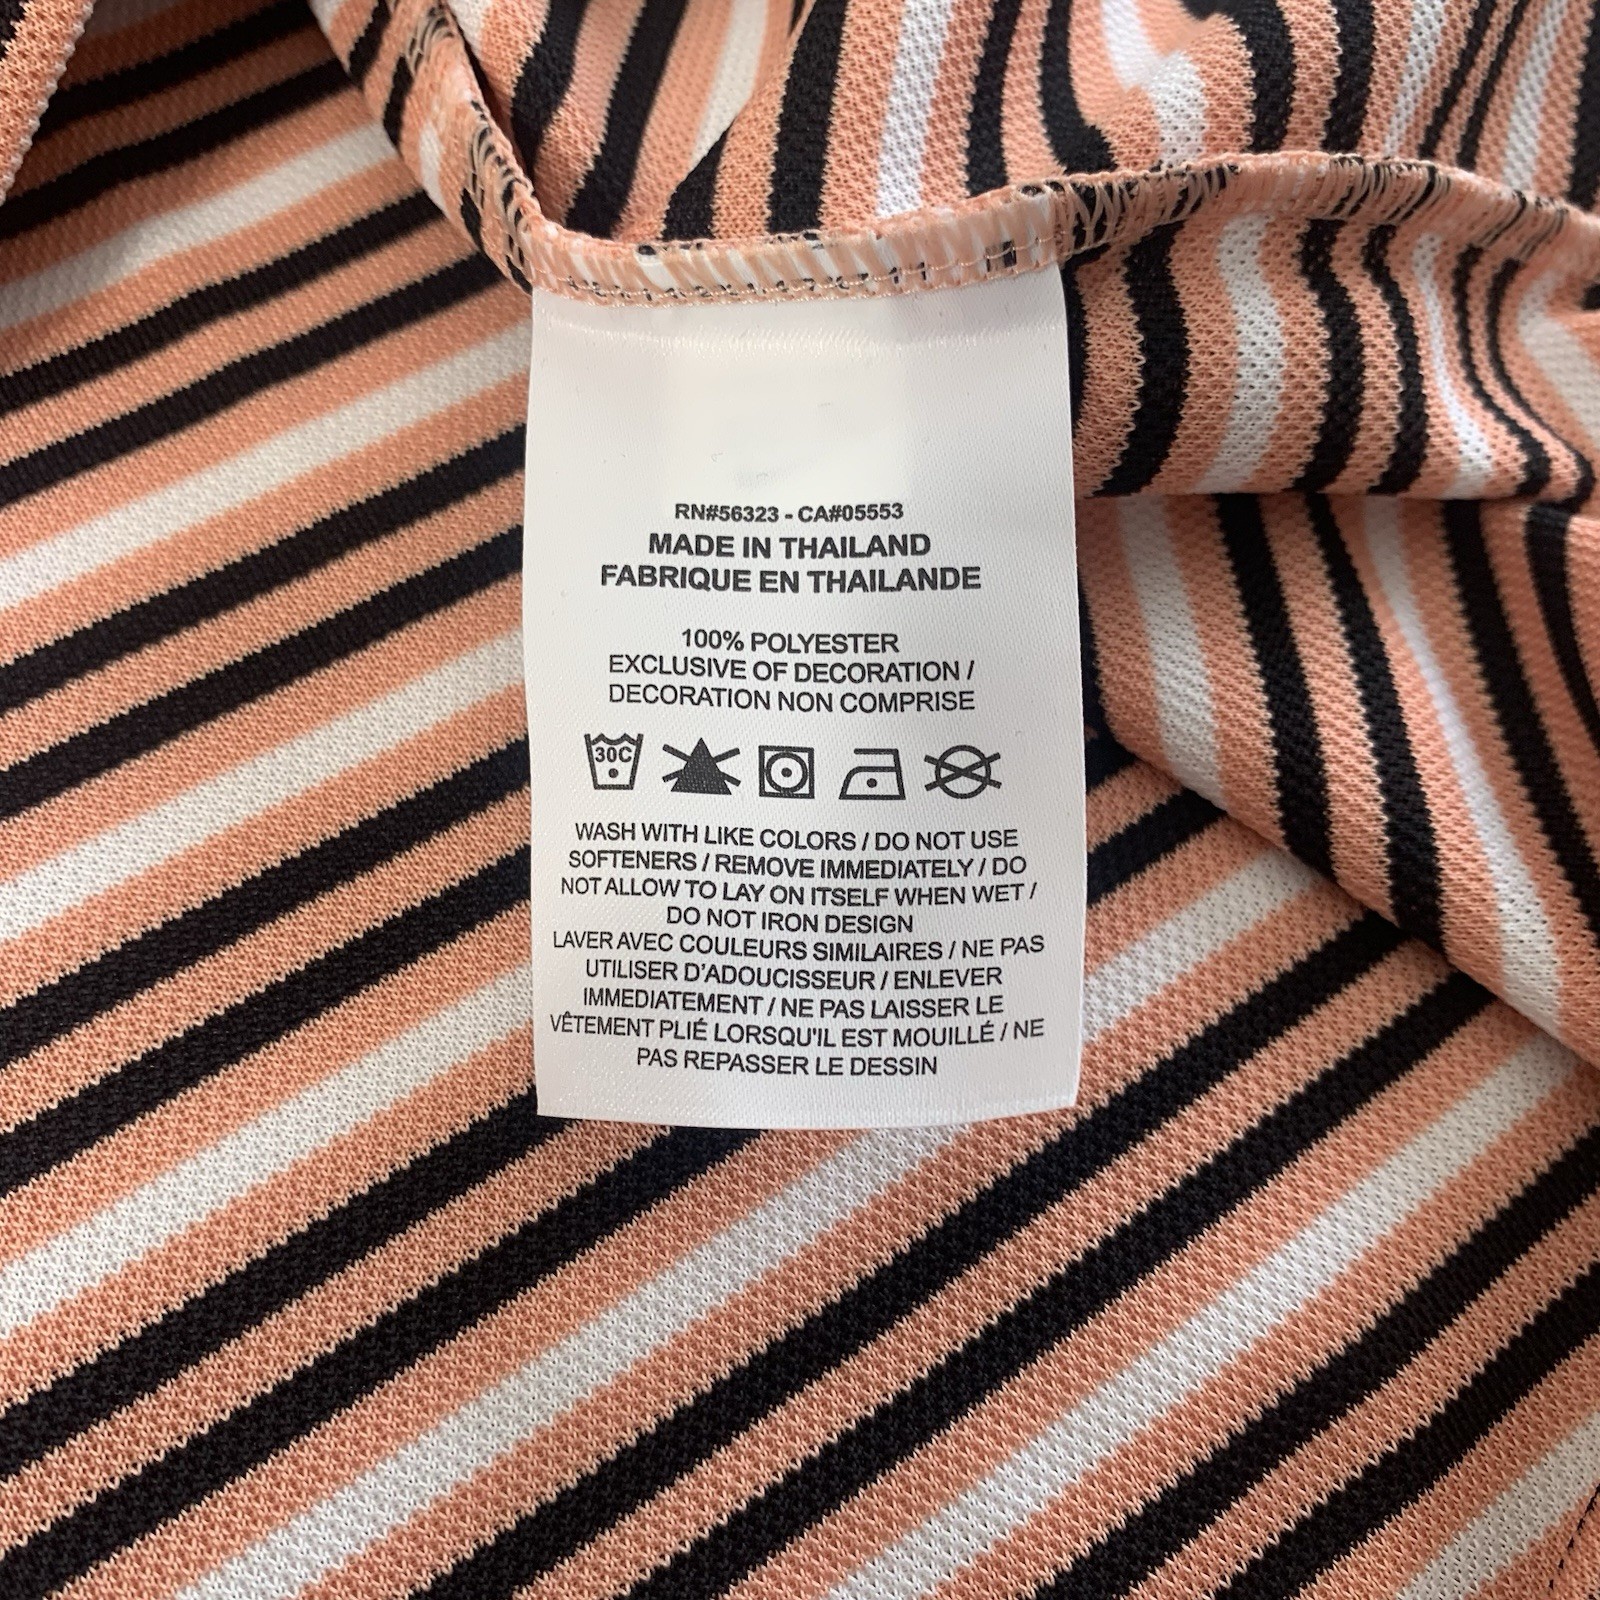 RN#56323 - CA#05553
MADE IN THAILAND
FABRIQUE EN THAILANDE
100% POLYESTER
EXCLUSIVE OF DECORATION /
DECORATION NON COMPRISE
30C
WASH WITH LIKE COLORS / DO NOT USE
SOFTENERS / REMOVE IMMEDIATELY / DO
NOT ALLOW TO LAY ON ITSELF WHEN WET /
DO NOT IRON DESIGN
LAVER AVEC COULEURS SIMILAIRES / NE PAS
UTILISER D'ADOUCISSEUR / ENLEVER
IMMEDIATEMENT / NE PAS LAISSER LE
VÊTEMENT PLIÉ LORSQU'IL EST MOUILLÉ / NE
PAS REPASSER LE DESSIN